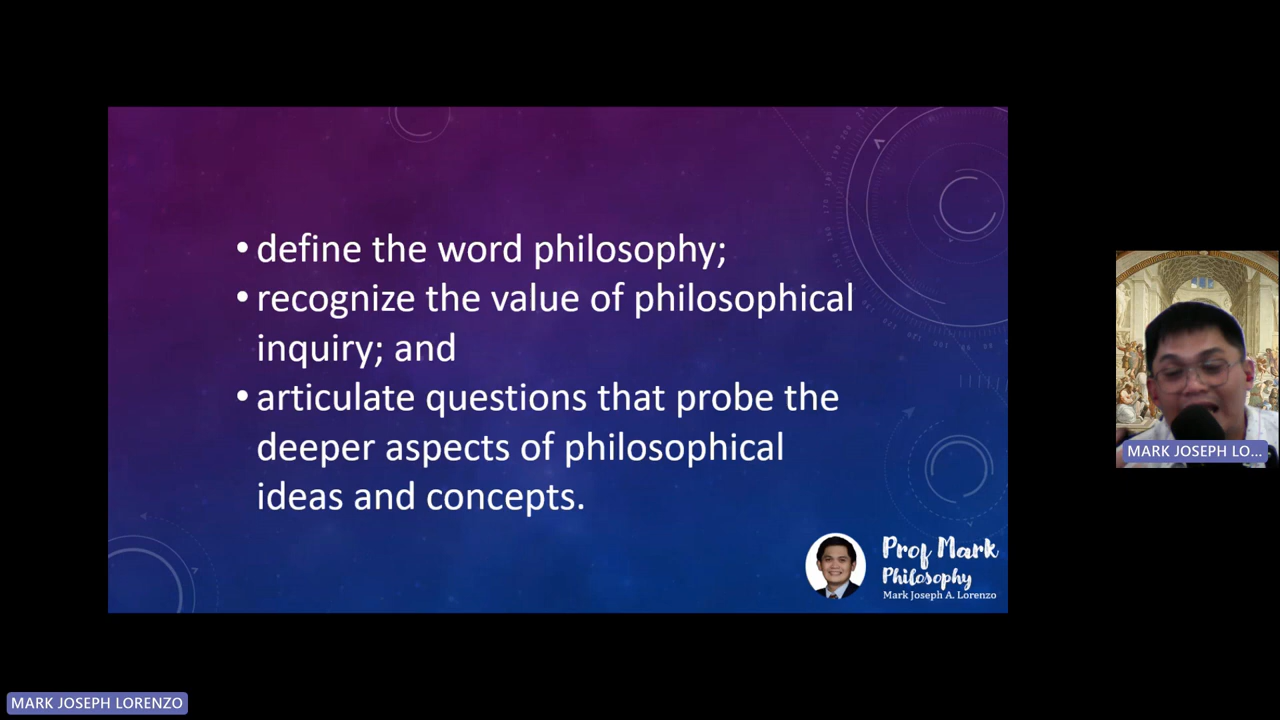 • define the word philosophy;
• recognize the value of philosophical
inquiry; and
• articulate questions that probe the
deeper aspects of philosophical
ideas and concepts.
Prof Mark
Philosophy
Mark Joseph A. Lorenzo
MARK JOSEPH LO...
MARK JOSEPH LORENZO